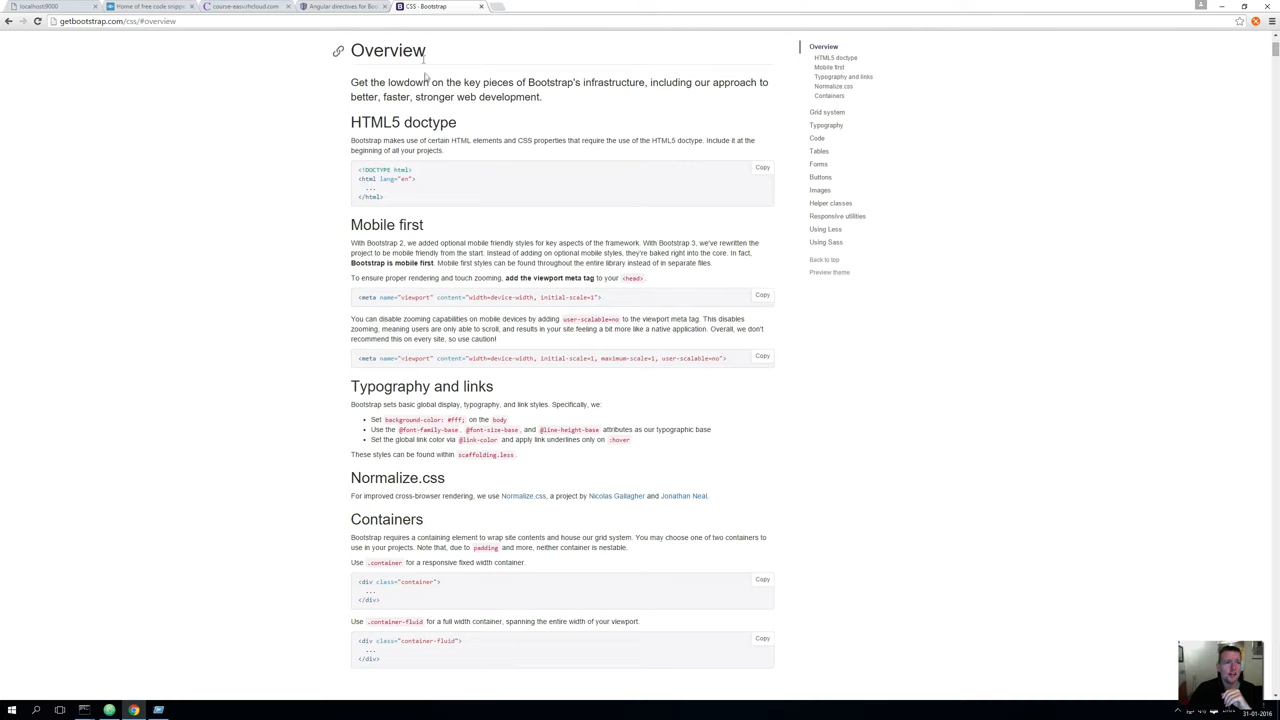 localhost:9000
Home of free code snipp
course-easvrhcloud.com
Angular directives for Boo
CSS · Bootstrap
getbootstrap.com/css/#overview
Overview
Get the lowdown on the key pieces of Bootstrap's infrastructure, including our approach to
better, faster, stronger web development.
HTML5 doctype
Bootstrap makes use of certain HTML elements and CSS properties that require the use of the HTML5 doctype. Include it at the
beginning of all your projects.
Copy
<!DOCTYPE html>
<html lang="en">
...
</html>
Mobile first
With Bootstrap 2, we added optional mobile friendly styles for key aspects of the framework. With Bootstrap 3, we've rewritten the
project to be mobile friendly from the start. Instead of adding on optional mobile styles, they're baked right into the core. In fact,
Bootstrap is mobile first. Mobile first styles can be found throughout the entire library instead of in separate files.
To ensure proper rendering and touch zooming, add the viewport meta tag to your <head>.
<meta name="viewport" content="width=device-width, initial-scale=1">
Copy
You can disable zooming capabilities on mobile devices by adding user-scalable=no to the viewport meta tag. This disables
zooming, meaning users are only able to scroll, and results in your site feeling a bit more like a native application. Overall, we don't
recommend this on every site, so use caution!
<meta name="viewport" content="width=device-width, initial-scale=1, maximum-scale=1, user-scalable=no">
Copy
Typography and links
Bootstrap sets basic global display, typography, and link styles. Specifically, we:
• Set background-color: #fff; on the body
• Use the @font-family-base, @font-size-base, and @line-height-base attributes as our typographic base
• Set the global link color via @link-color and apply link underlines only on :hover
These styles can be found within scaffolding.less.
Normalize.css
For improved cross-browser rendering, we use Normalize.css, a project by Nicolas Gallagher and Jonathan Neal.
Containers
Bootstrap requires a containing element to wrap site contents and house our grid system. You may choose one of two containers to
use in your projects. Note that, due to padding and more, neither container is nestable.
Use .container for a responsive fixed width container.
<div class="container">
...
</div>
Copy
Use .container-fluid for a full width container, spanning the entire width of your viewport.
<div class="container-fluid">
...
</div>
Copy
Overview
HTML5 doctype
Mobile first
Typography and links
Normalize.css
Containers
Grid system
Typography
Code
Tables
Forms
Buttons
Images
Helper classes
Responsive utilities
Using Less
Using Sass
Back to top
Preview theme
31-01-2016